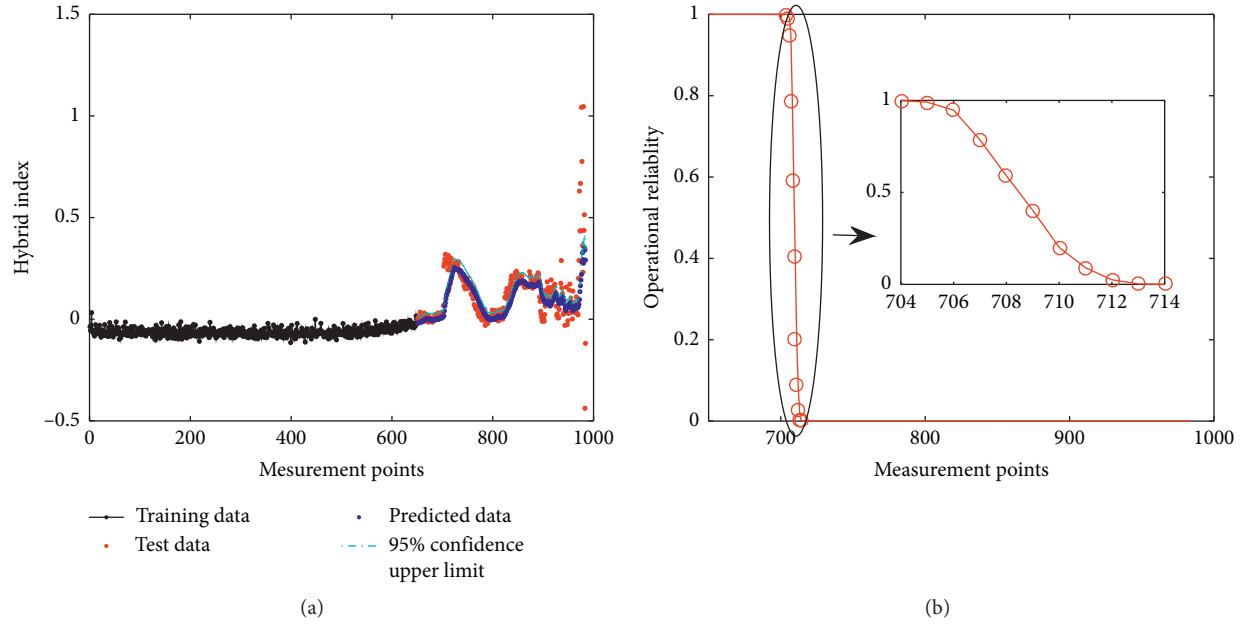 1.5
1
0.5
0
–0.5
Hybrid index
0 200 400 600 800 1000
Mesurement points
Training data
Test data
Predicted data
95% confidence
upper limit
(a)
1
0.8
0.6
0.4
0.2
0
Operational reliablity
700 800 900 1000
Measurement points
1
0.5
0
704 706 708 710 712 714
(b)